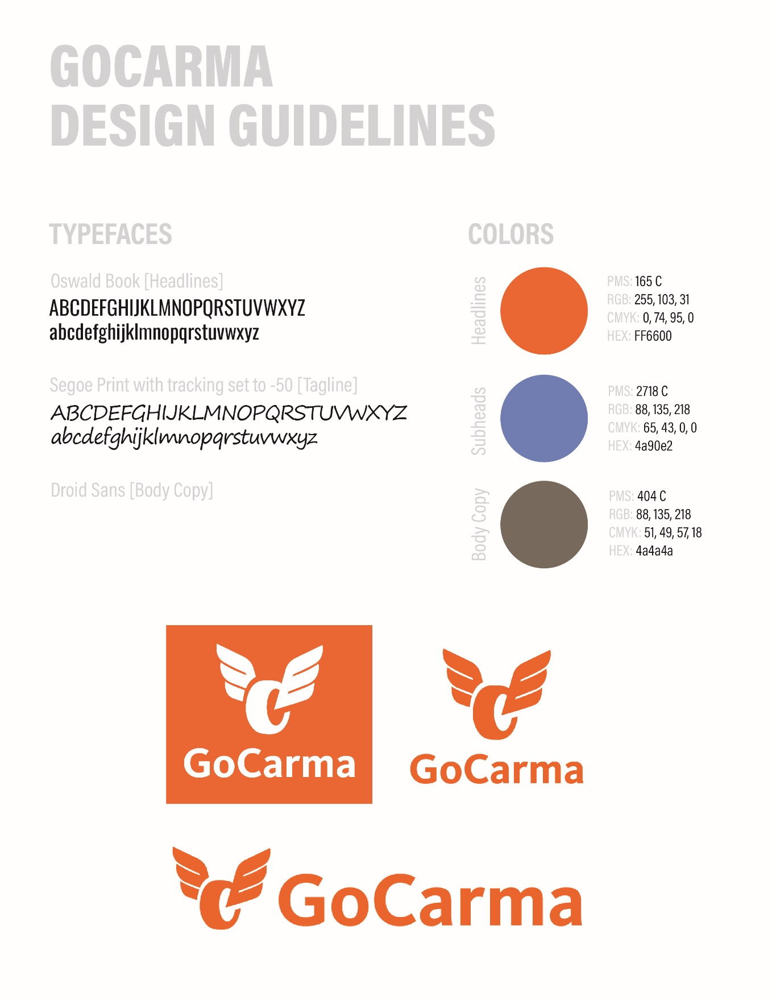 GOCARMA
DESIGN GUIDELINES
TYPEFACES
Oswald Book [Headlines]
ABCDEFGHIJKLMNOPQRSTUVWXYZ
abcdefghijklmnopqrstuvwxyz
Segoe Print with tracking set to -50 [Tagline]
ABCDEFGHIJKLMNOPQRSTUVWXYZ
abcdefghijklmnopqrstuvwxyz
Droid Sans [Body Copy]
COLORS
Headlines
PMS: 165 C
RGB: 255, 103, 31
CMYK: 0, 74, 95, 0
HEX: FF6600
Subheads
PMS: 2718 C
RGB: 88, 135, 218
CMYK: 65, 43, 0, 0
HEX: 4a90e2
Body Copy
PMS: 404 C
RGB: 88, 135, 218
CMYK: 51, 49, 57, 18
HEX: 4a4a4a
GoCarma
GoCarma
GoCarma